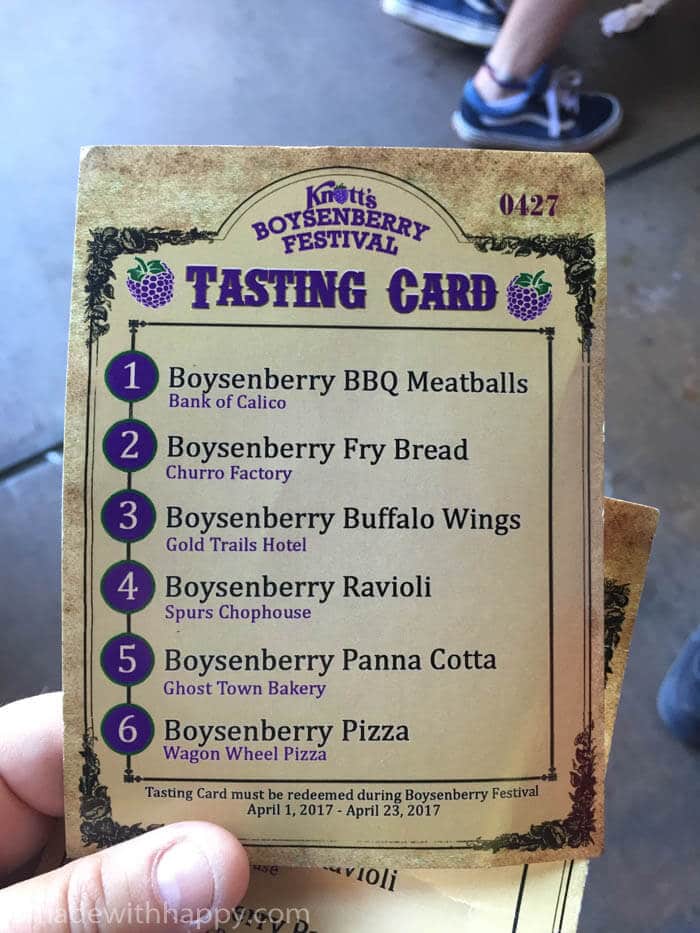 Knott's
BOYSENBERRY
FESTIVAL
0427
TASTING CARD
1 Boysenberry BBQ Meatballs
Bank of Calico
2 Boysenberry Fry Bread
Churro Factory
3 Boysenberry Buffalo Wings
Gold Trails Hotel
4 Boysenberry Ravioli
Spurs Chophouse
5 Boysenberry Panna Cotta
Ghost Town Bakery
6 Boysenberry Pizza
Wagon Wheel Pizza
Tasting Card must be redeemed during Boysenberry Festival
April 1, 2017 - April 23, 2017
madewithhappy.com